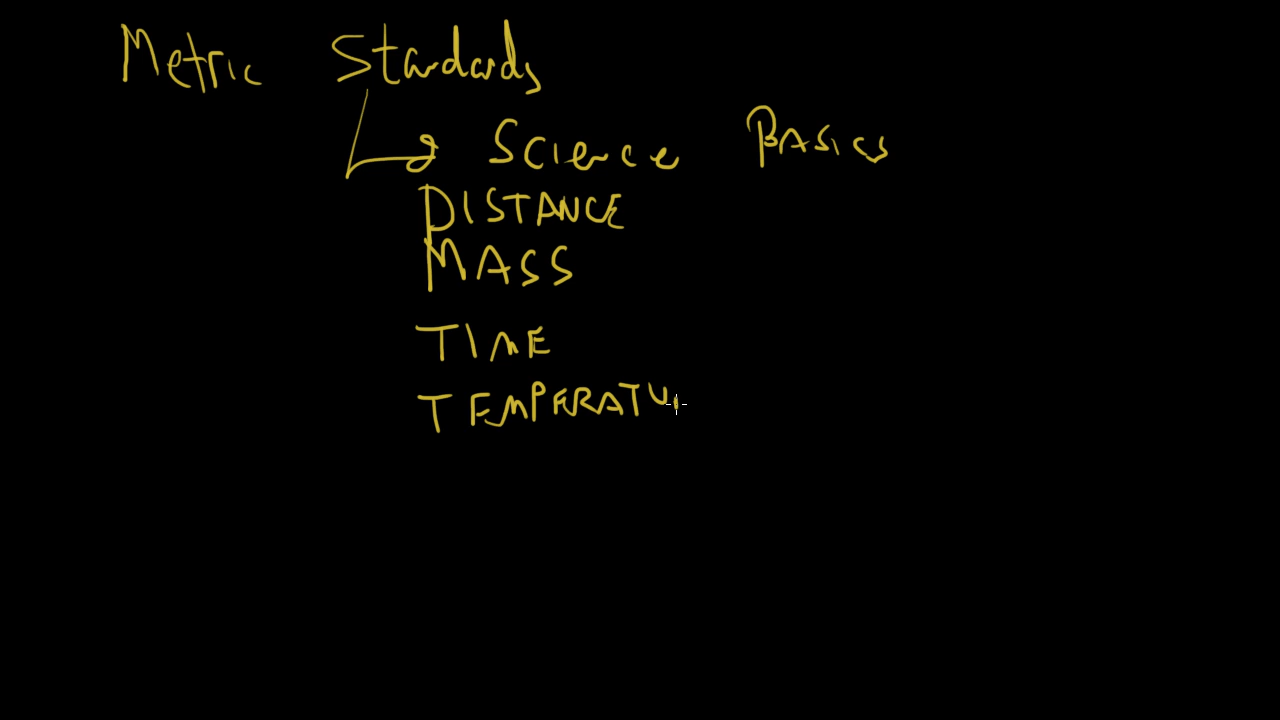 Metric Standards
Science BASICS
DISTANCE
MASS
TIME
TEMPERATU